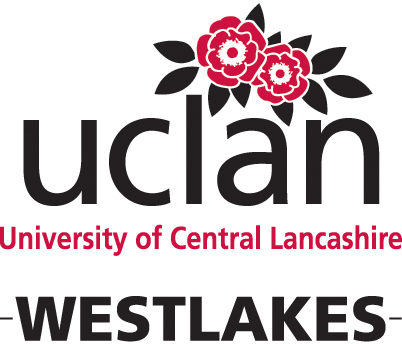 uclan
University of Central Lancashire
-WESTLAKES-